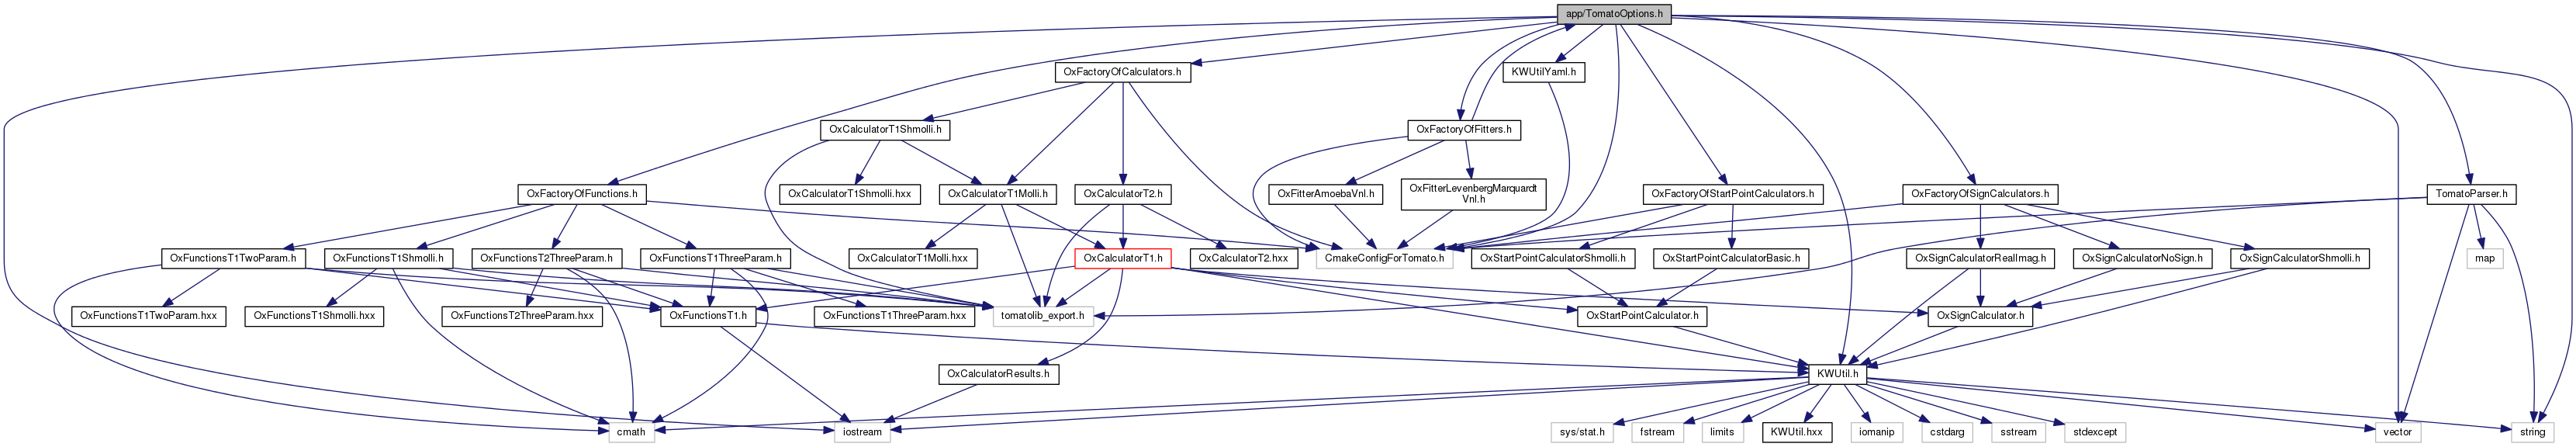 app/TomatoOptions.h
OxFactoryOfCalculators.h
KWUtilYaml.h
OxCalculatorT1Shmolli.h
OxFactoryOfFitters.h
OxFactoryOfFunctions.h
OxCalculatorT1Shmolli.hxx
OxCalculatorT1Molli.h
OxCalculatorT2.h
OxFitterAmoebaVnl.h
OxFitterLevenbergMarquardt
Vnl.h
OxFactoryOfStartPointCalculators.h
OxFactoryOfSignCalculators.h
TomatoParser.h
OxFunctionsT1TwoParam.h
OxFunctionsT1Shmolli.h
OxFunctionsT2ThreeParam.h
OxFunctionsT1ThreeParam.h
OxCalculatorT1Molli.hxx
OxCalculatorT1.h
OxCalculatorT2.hxx
CmakeConfigForTomato.h
OxStartPointCalculatorShmolli.h
OxStartPointCalculatorBasic.h
OxSignCalculatorRealImag.h
OxSignCalculatorNoSign.h
OxSignCalculatorShmolli.h
map
OxFunctionsT1TwoParam.hxx
OxFunctionsT1Shmolli.hxx
OxFunctionsT2ThreeParam.hxx
OxFunctionsT1.h
OxFunctionsT1ThreeParam.hxx
tomatolib_export.h
OxStartPointCalculator.h
OxSignCalculator.h
OxCalculatorResults.h
KWUtil.h
cmath
iostream
sys/stat.h
fstream
limits
KWUtil.hxx
iomanip
cstdarg
sstream
stdexcept
vector
string